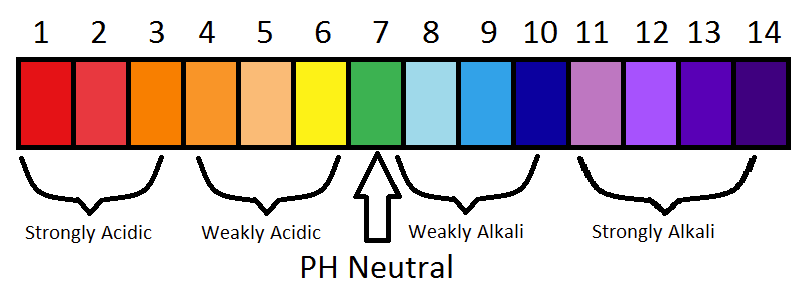 1 2 3 4 5 6 7 8 9 10 11 12 13 14
Strongly Acidic Weakly Acidic Weakly Alkali Strongly Alkali
PH Neutral